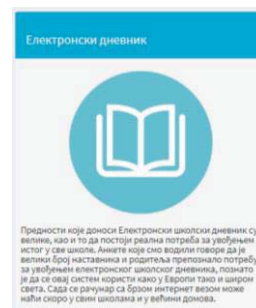 Електронски дневник
Предности које доноси Електронски школски дневник су
велике, као и то да постоји реална потреба за увођењем
истог у све школе. Анкете које смо водили говоре да је
велики број наставника и родитеља препознало потребу
за увођењем електронског школског дневника, познато
је да се овај систем користи како у Европи тако и широм
света. Сада се рачунар са брзом интернет везом може
наћи скоро у свим школама и у већини домова.